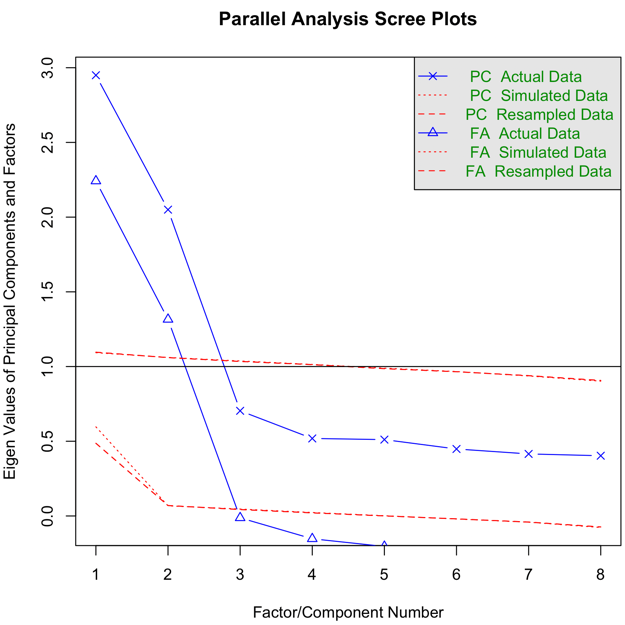 Parallel Analysis Scree Plots
Eigen Values of Principal Components and Factors
3.0
2.5
2.0
1.5
1.0
0.5
0.0
PC Actual Data
PC Simulated Data
PC Resampled Data
FA Actual Data
FA Simulated Data
FA Resampled Data
1 2 3 4 5 6 7 8
Factor/Component Number